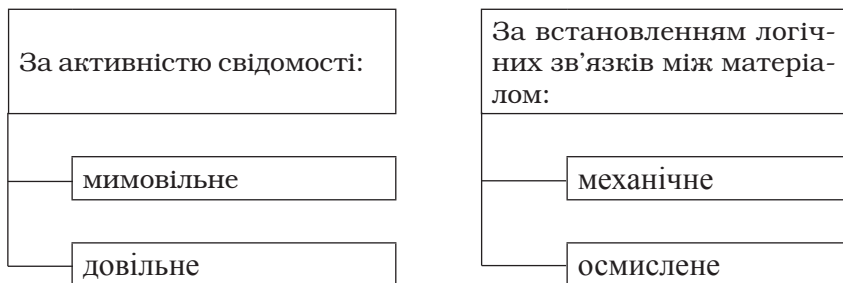 За активністю свідомості:
мимовільне
довільне
За встановленням логіч-
них зв’язків між матеріа-
лом:
механічне
осмислене